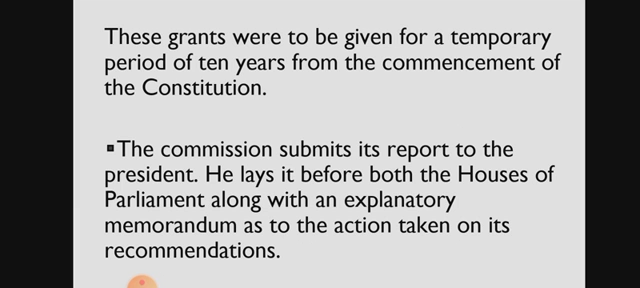 These grants were to be given for a temporary
period of ten years from the commencement of
the Constitution.
▪The commission submits its report to the
president. He lays it before both the Houses of
Parliament along with an explanatory
memorandum as to the action taken on its
recommendations.